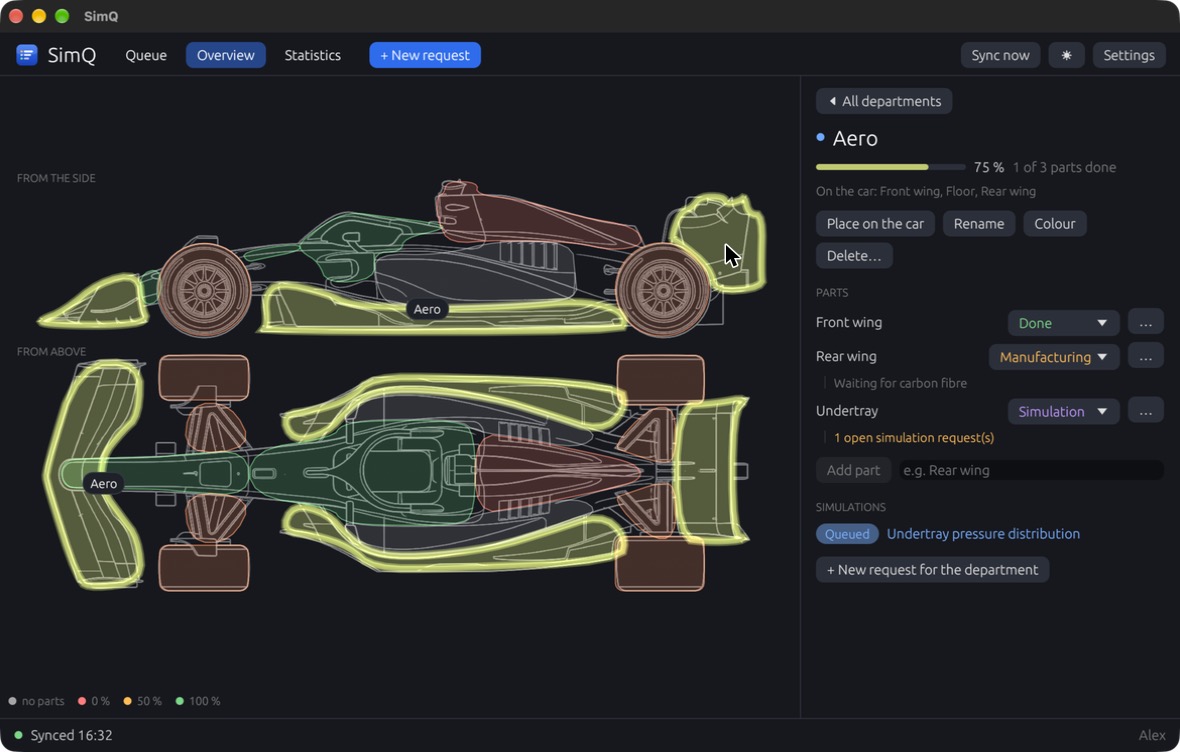 SimQ
SimQ Queue Overview Statistics + New request Sync now Settings
FROM THE SIDE
Aero
FROM ABOVE
Aero
no parts 0 % 50 % 100 %
All departments
Aero
75 % 1 of 3 parts done
On the car: Front wing, Floor, Rear wing
Place on the car Rename Colour
Delete…
PARTS
Front wing Done ...
Rear wing Manufacturing ...
Waiting for carbon fibre
Undertray Simulation ...
1 open simulation request(s)
Add part e.g. Rear wing
SIMULATIONS
Queued Undertray pressure distribution
+ New request for the department
Synced 16:32 Alex